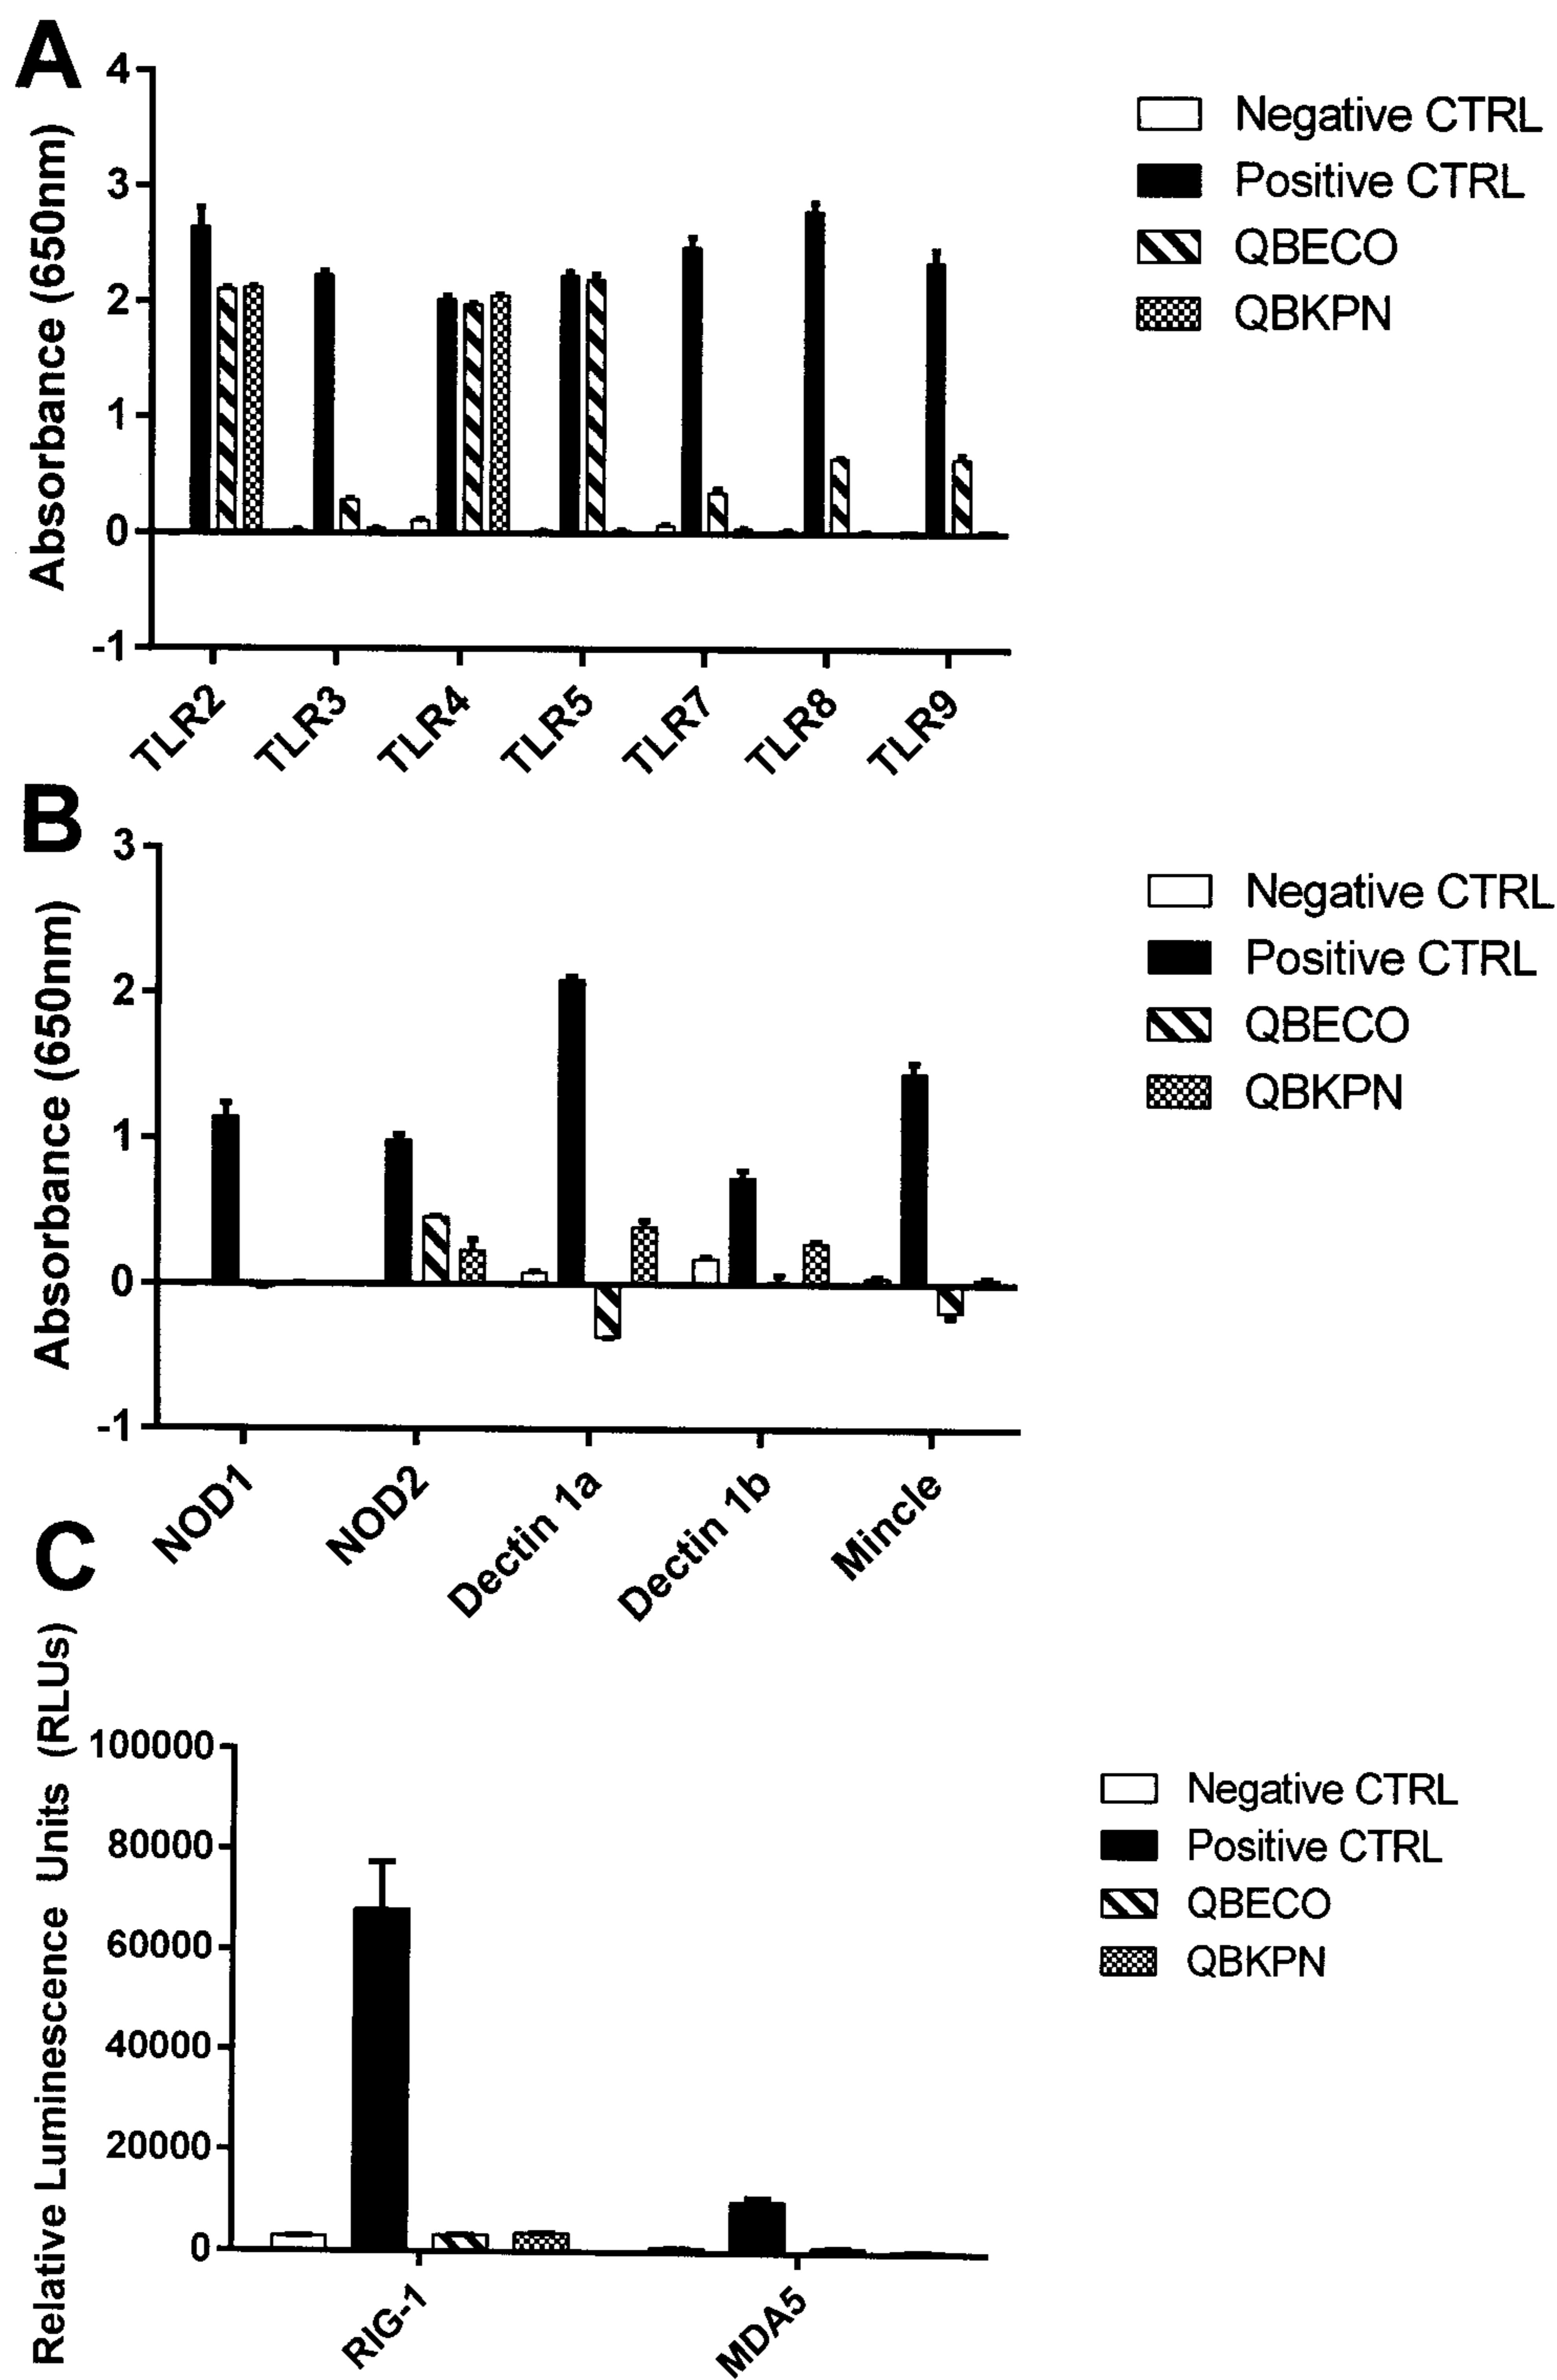 A
Absorbance (650nm)
4
3
2
1
0
-1
TLR2
TLR3
TLR4
TLR5
TLR7
TLR8
TLR9
Negative CTRL
Positive CTRL
QBECO
QBKPN
B
Absorbance (650nm)
3
2
1
0
-1
NOD1
NOD2
Dectin 1a
Dectin 1b
Mincle
Negative CTRL
Positive CTRL
QBECO
QBKPN
C
Relative Luminescence Units (RLUs)
100000
80000
60000
40000
20000
0
RIG-1
MDA5
Negative CTRL
Positive CTRL
QBECO
QBKPN